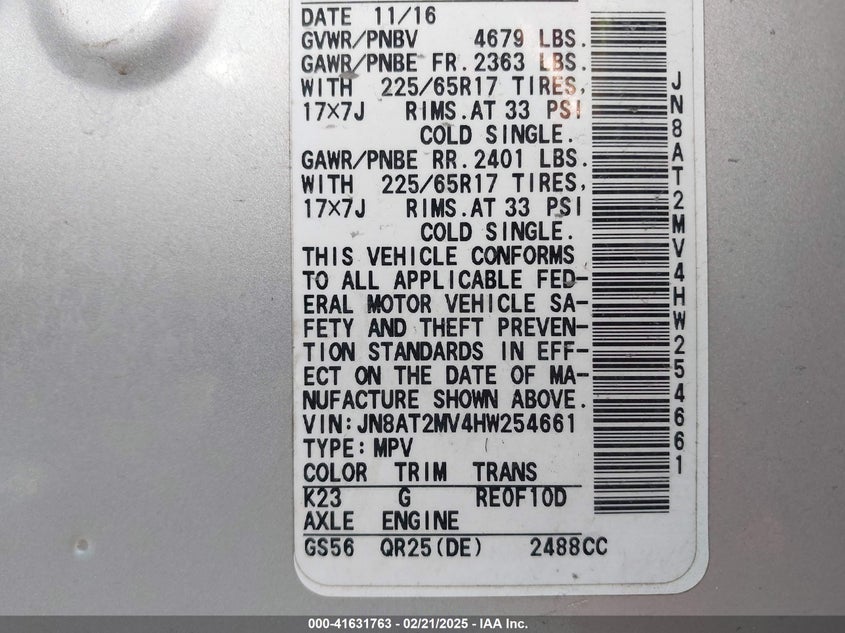 DATE 11/16
GVWR/PNBV 4679 LBS.
GAWR/PNBE FR. 2363 LBS.
WITH 225/65R17 TIRES,
17×7J RIMS. AT 33 PSI
COLD SINGLE.
GAWR/PNBE RR. 2401 LBS.
WITH 225/65R17 TIRES,
17×7J RIMS. AT 33 PSI
COLD SINGLE.
THIS VEHICLE CONFORMS
TO ALL APPLICABLE FED-
ERAL MOTOR VEHICLE SA-
FETY AND THEFT PREVEN-
TION STANDARDS IN EFF-
ECT ON THE DATE OF MA-
NUFACTURE SHOWN ABOVE.
VIN: JN8AT2MV4HW254661
TYPE: MPV
COLOR TRIM TRANS
K23 G RE0F10D
AXLE ENGINE
GS56 QR25(DE) 2488CC
JN8AT2MV4HW254661
000-41631763 - 02/21/2025 - IAA Inc.